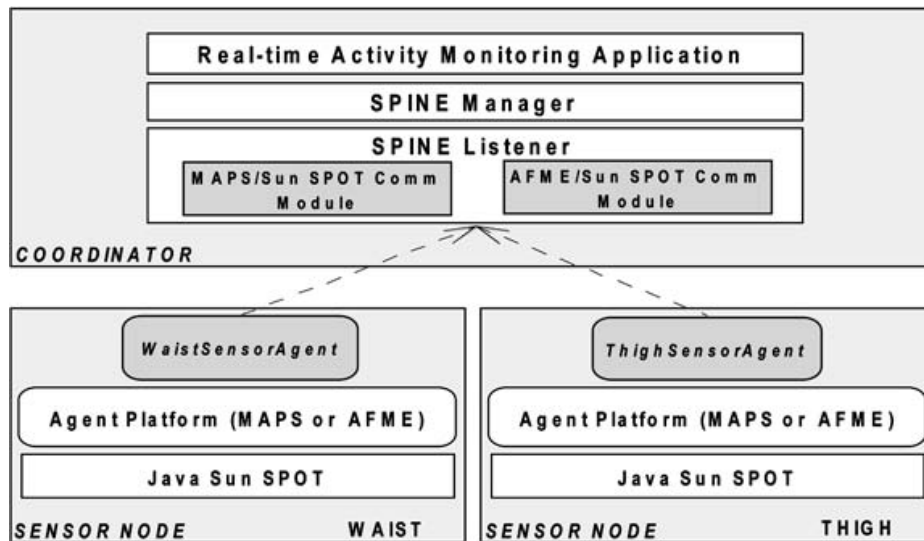 Real-time Activity Monitoring Application
SPINE Manager
SPINE Listener
MAPS/Sun SPOT Comm
Module
AFME/Sun SPOT Comm
Module
COORDINATOR
WaistSensorAgent
Agent Platform (MAPS or AFME)
Java Sun SPOT
SENSOR NODE
WAIST
ThighSensorAgent
Agent Platform (MAPS or AFME)
Java Sun SPOT
SENSOR NODE
THIGH